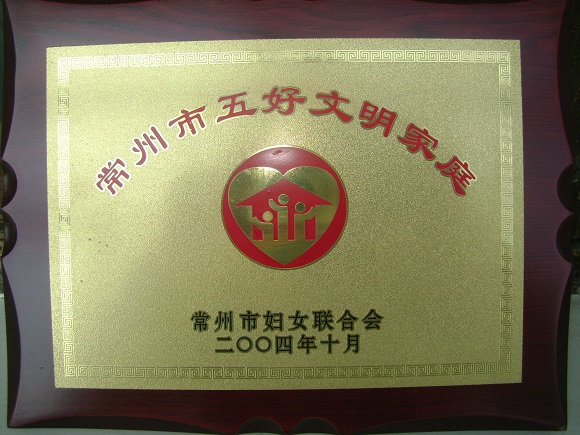 常州市五好文明家庭
常州市妇女联合会
二〇〇四年十月